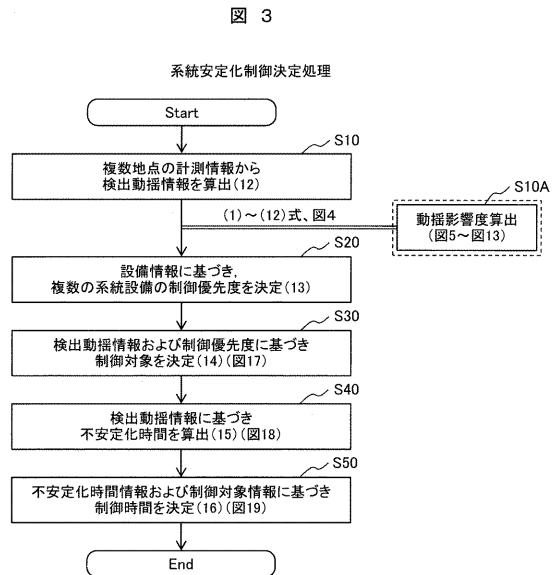 図 3
系統安定化制御決定処理
Start
S10
複数地点の計測情報から
検出動揺情報を算出(12)
S10A
(1)～(12)式、図4
動揺影響度算出
(図5～図13)
S20
設備情報に基づき,
複数の系統設備の制御優先度を決定(13)
S30
検出動揺情報および制御優先度に基づき
制御対象を決定(14)(図17)
S40
検出動揺情報に基づき
不安定化時間を算出(15)(図18)
S50
不安定化時間情報および制御対象情報に基づき
制御時間を決定(16)(図19)
End